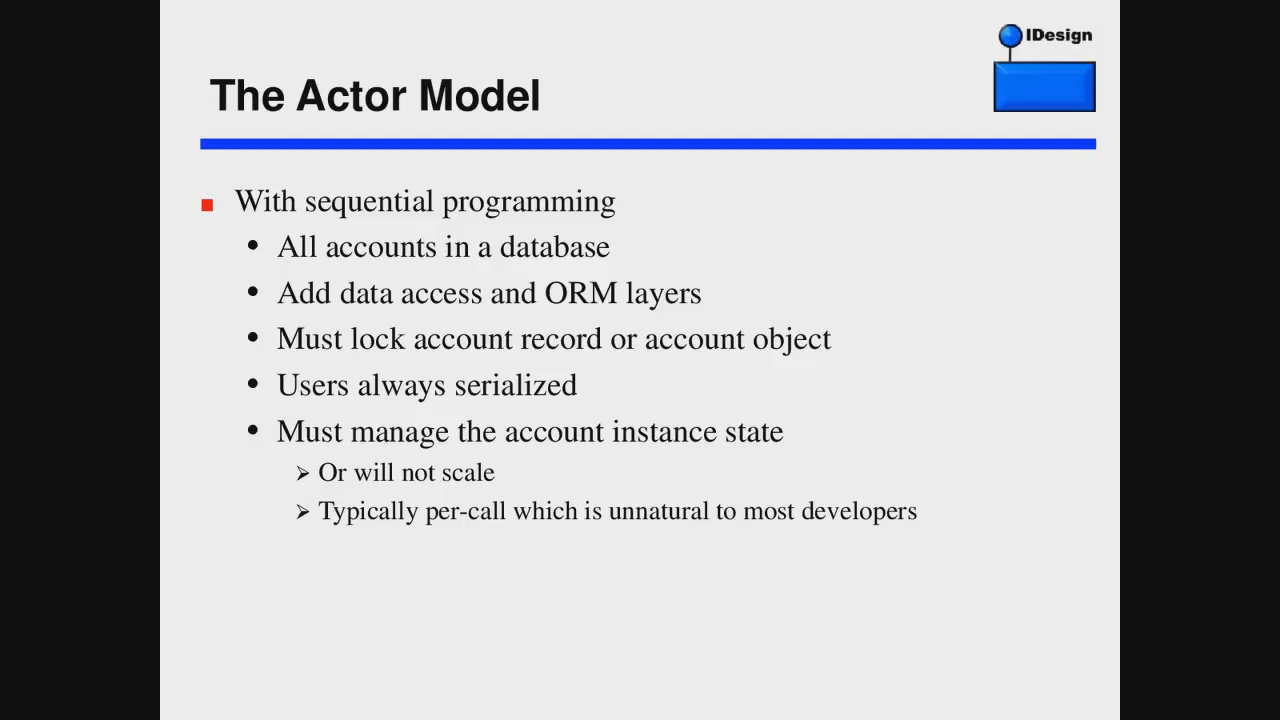 IDesign
The Actor Model
With sequential programming
All accounts in a database
Add data access and ORM layers
Must lock account record or account object
Users always serialized
Must manage the account instance state
Or will not scale
Typically per-call which is unnatural to most developers